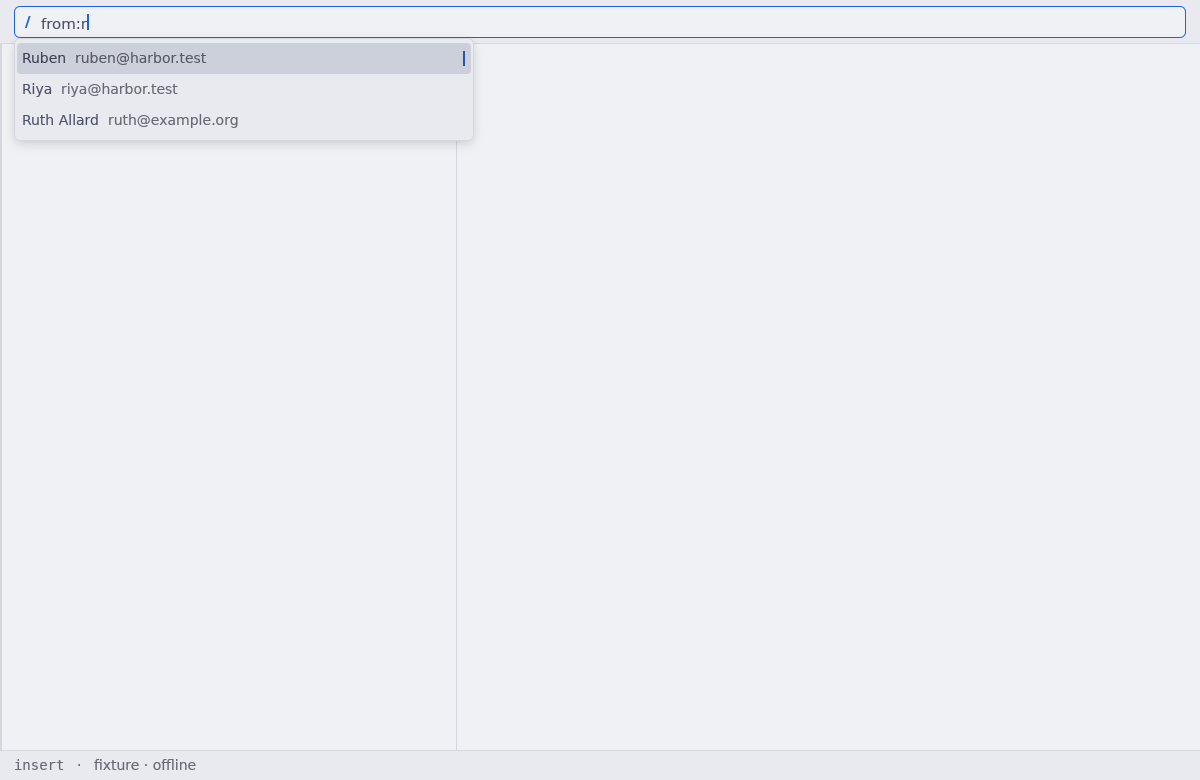 / from:r
Ruben ruben@harbor.test
Riya riya@harbor.test
Ruth Allard ruth@example.org
insert · fixture · offline